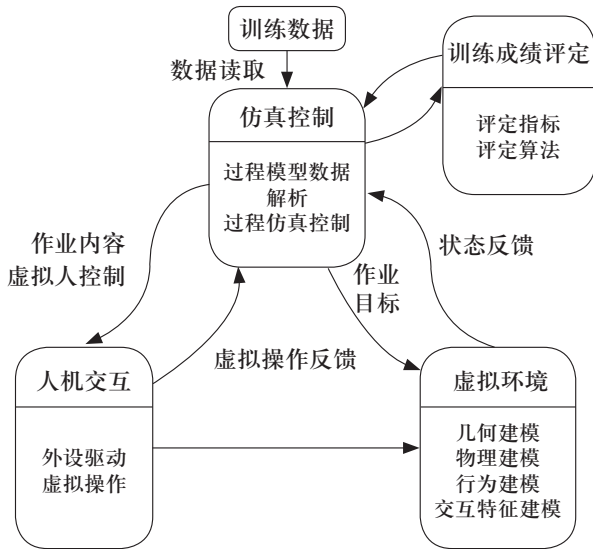 训练数据
数据读取
训练成绩评定
评定指标
评定算法
仿真控制
过程模型数据
解析
过程仿真控制
作业内容
虚拟人控制
作业
目标
状态反馈
虚拟操作反馈
人机交互
外设驱动
虚拟操作
虚拟环境
几何建模
物理建模
行为建模
交互特征建模